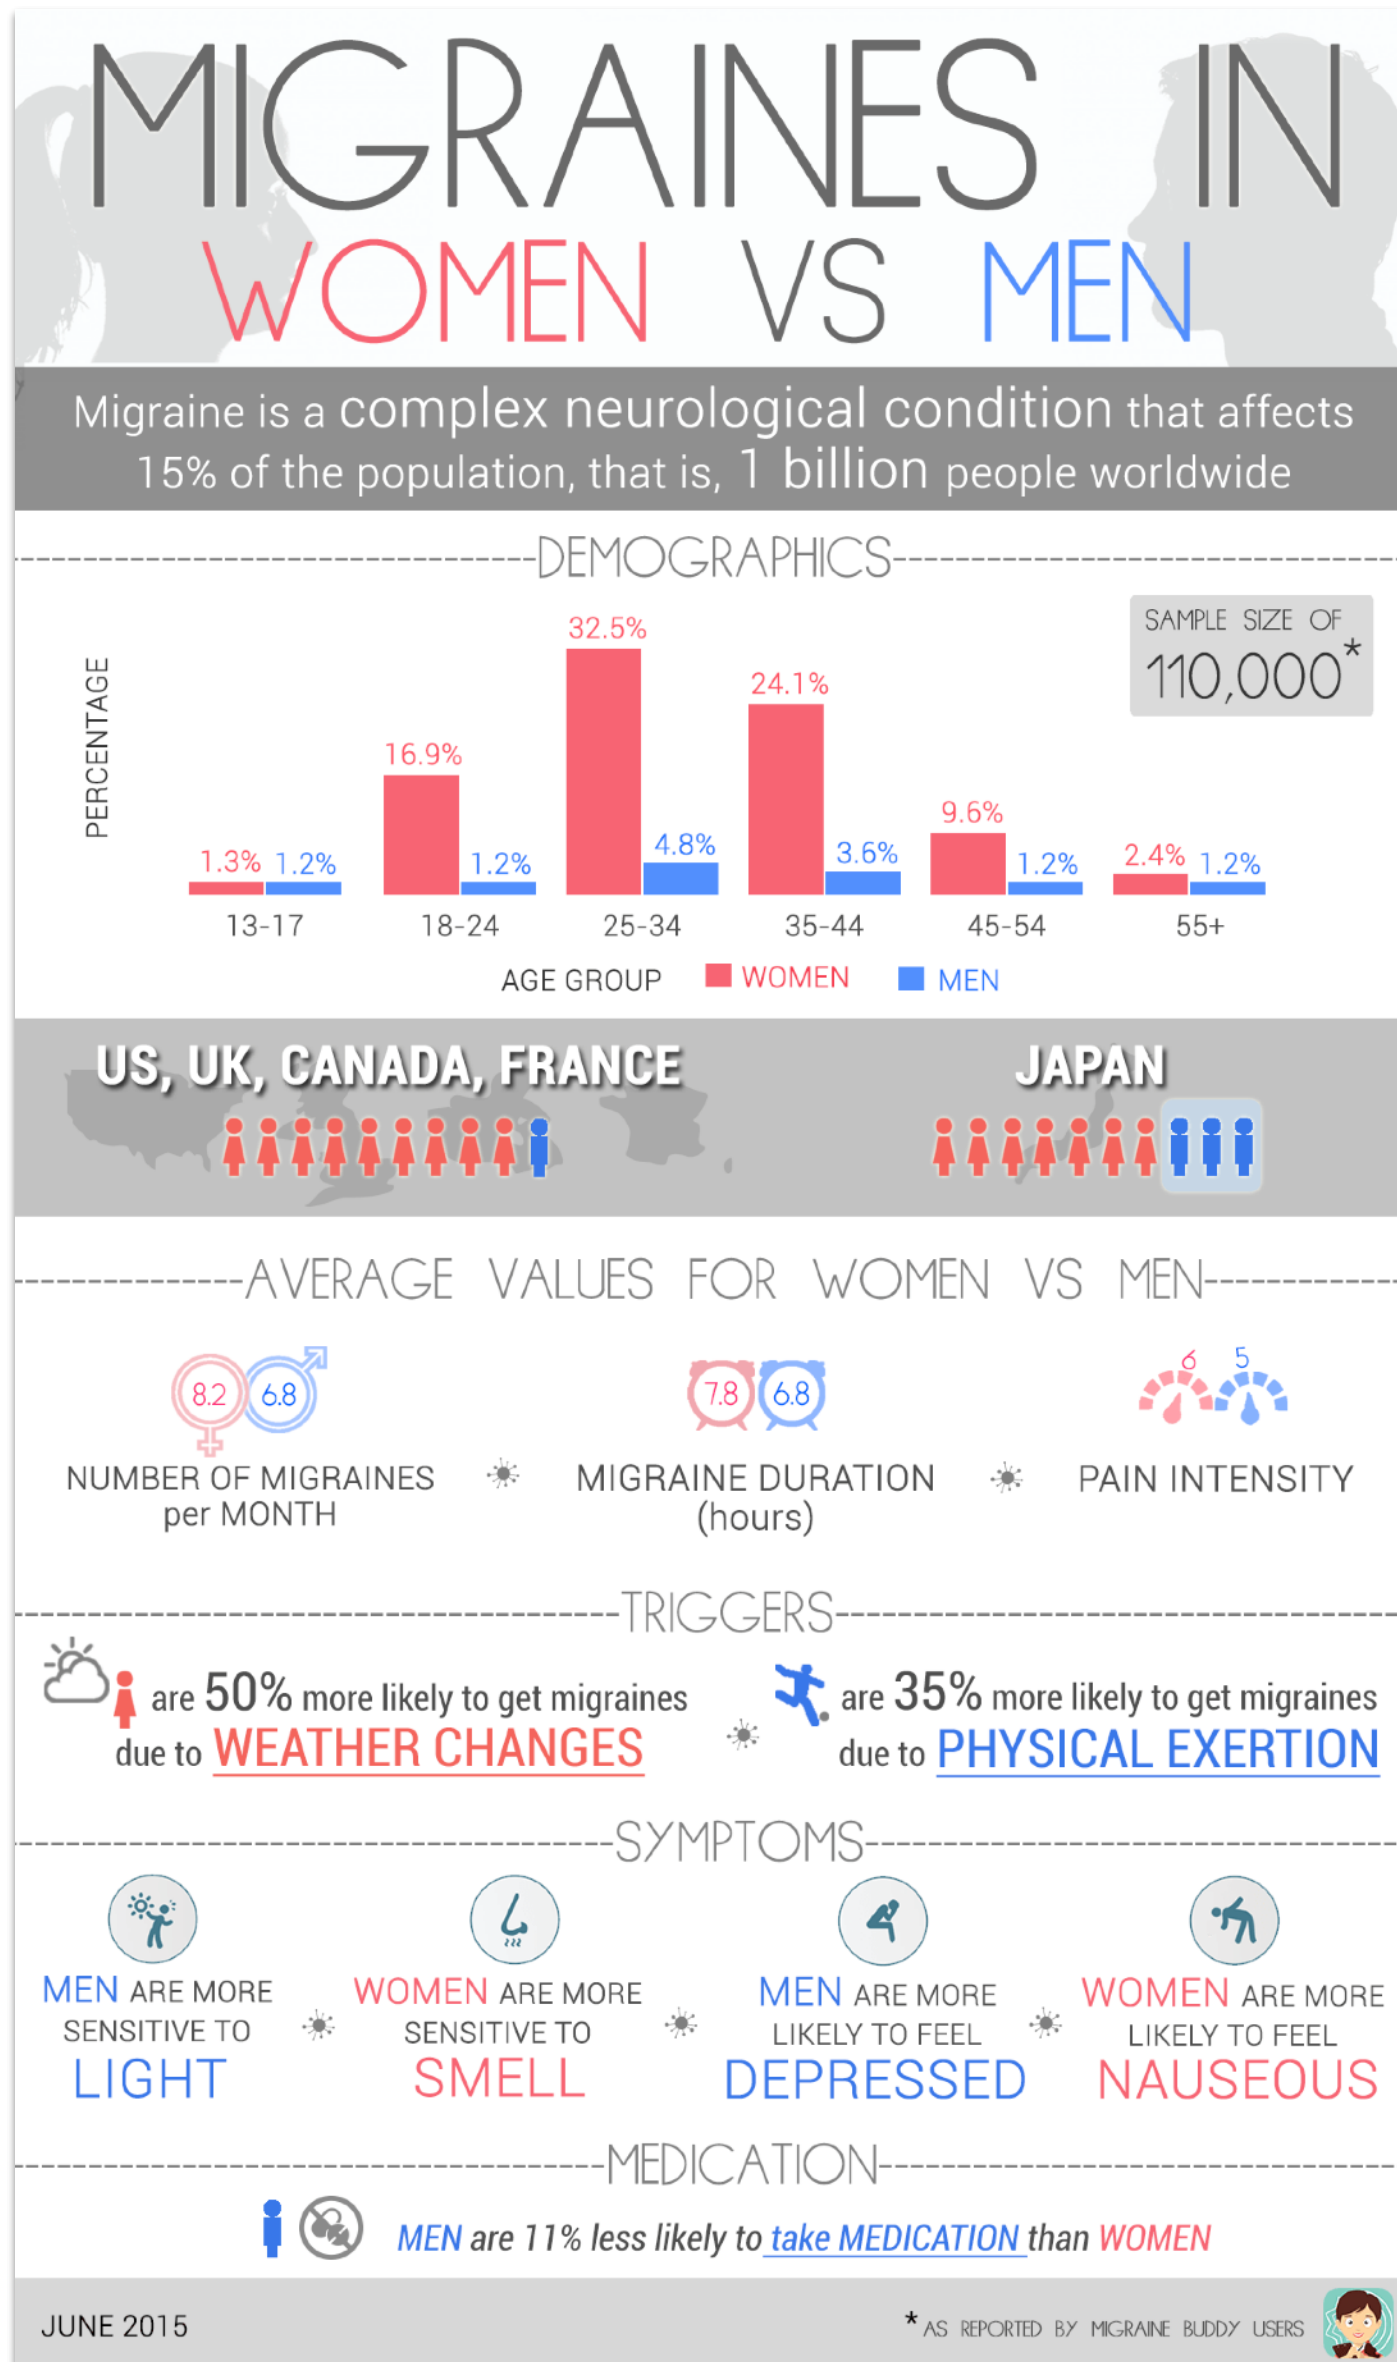 MIGRAINES IN
WOMEN VS MEN
Migraine is a complex neurological condition that affects
15% of the population, that is, 1 billion people worldwide
DEMOGRAPHICS
SAMPLE SIZE OF
110,000*
PERCENTAGE
1.3% 1.2%
16.9% 1.2%
32.5% 4.8%
24.1% 3.6%
9.6% 1.2%
2.4% 1.2%
13-17 18-24 25-34 35-44 45-54 55+
AGE GROUP WOMEN MEN
US, UK, CANADA, FRANCE
JAPAN
AVERAGE VALUES FOR WOMEN VS MEN
8.2 6.8
NUMBER OF MIGRAINES
per MONTH
7.8 6.8
MIGRAINE DURATION
(hours)
6 5
PAIN INTENSITY
TRIGGERS
are 50% more likely to get migraines
due to WEATHER CHANGES
are 35% more likely to get migraines
due to PHYSICAL EXERTION
SYMPTOMS
MEN ARE MORE
SENSITIVE TO
LIGHT
WOMEN ARE MORE
SENSITIVE TO
SMELL
MEN ARE MORE
LIKELY TO FEEL
DEPRESSED
WOMEN ARE MORE
LIKELY TO FEEL
NAUSEOUS
MEDICATION
MEN are 11% less likely to take MEDICATION than WOMEN
JUNE 2015
* AS REPORTED BY MIGRAINE BUDDY USERS